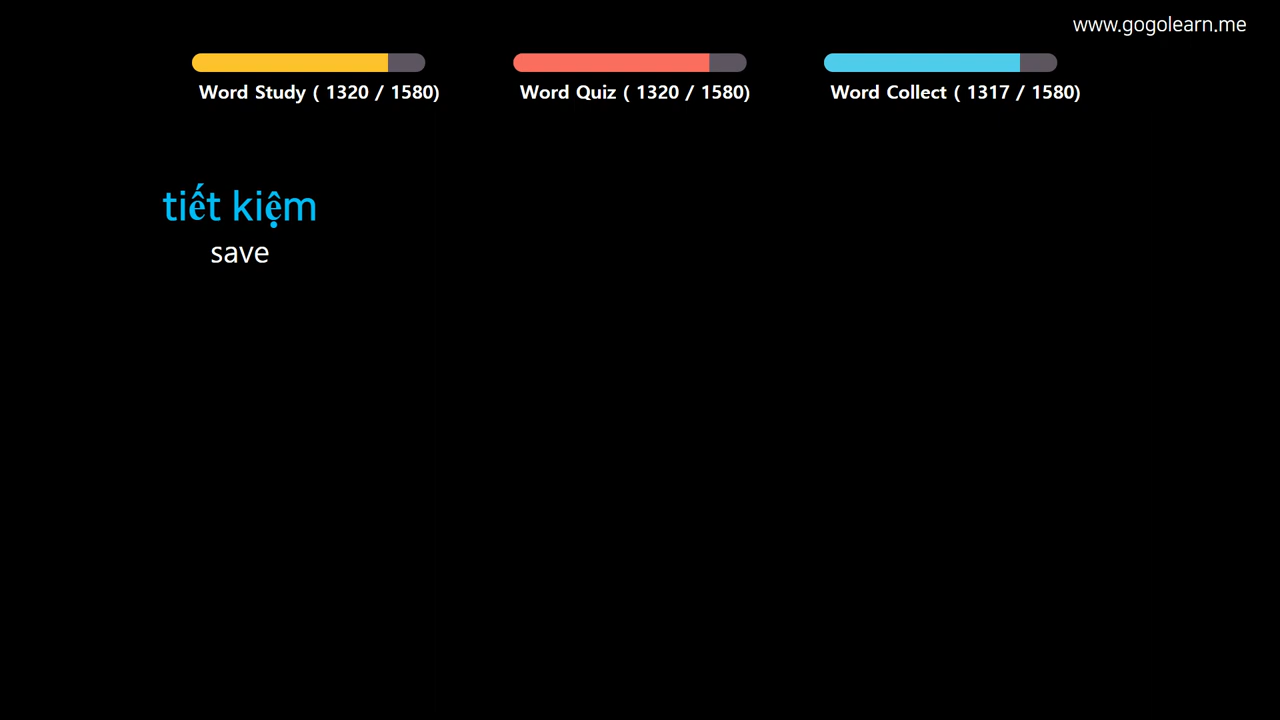 www.gogolearn.me
Word Study ( 1320 / 1580)
Word Quiz ( 1320 / 1580)
Word Collect ( 1317 / 1580)
tiết kiệm
save